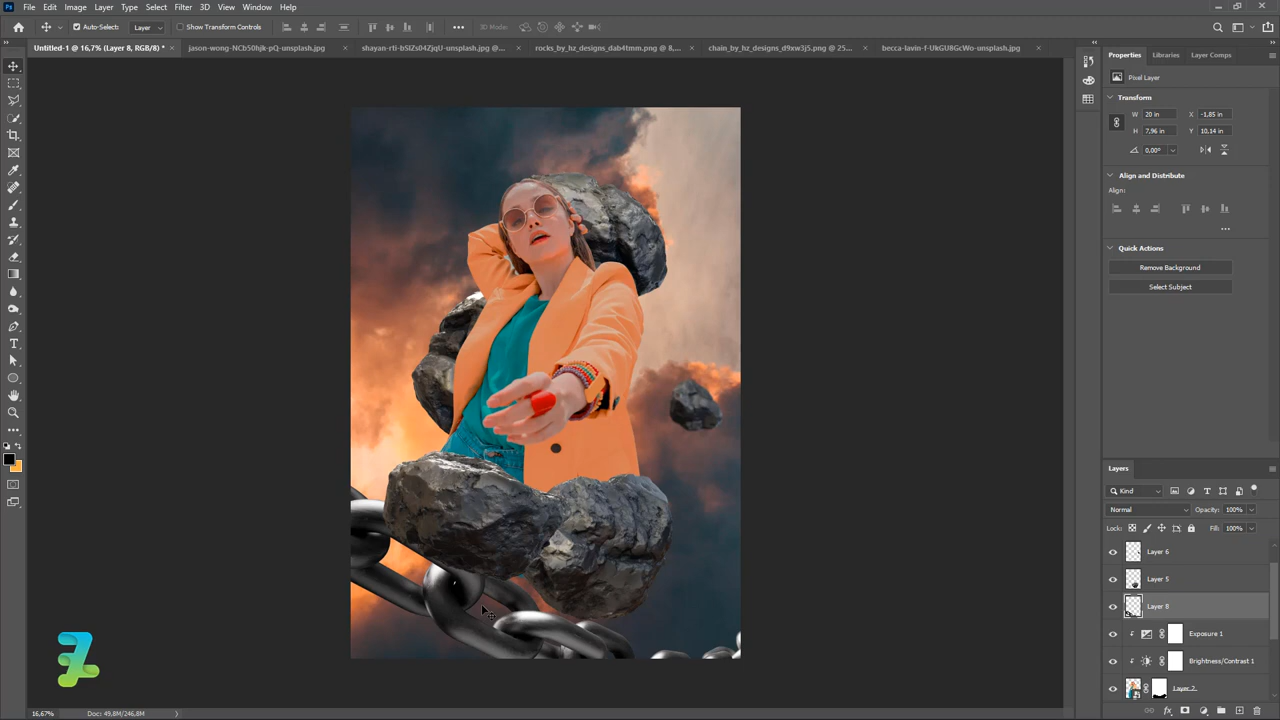 Ps File Edit Image Layer Type Select Filter 3D View Window Help
Auto-Select: Layer Show Transform Controls 3D Mode:
Untitled-1 @ 16,7% (Layer 8, RGB/8) * × jason-wong-NCb50hjk-pQ-unsplash.jpg × shayan-rti-bSlZs04ZjqU-unsplash.jpg @... × rocks_by_hz_designs_dab4tmm.png @ 8,... × chain_by_hz_designs_d9xw3j5.png @ 25... × becca-lavin-f-UkGU8GcWo-unsplash.jpg ×
Properties Libraries Layer Comps
Pixel Layer
Transform
W 20 in X -1,85 in
H 7,96 in Y 10,14 in
0,00°
Align and Distribute
Align:
Quick Actions
Remove Background
Select Subject
Layers
Kind
Normal Opacity: 100%
Lock: Fill: 100%
Layer 6
Layer 5
Layer 8
Exposure 1
Brightness/Contrast 1
Layer 2
16,67% Doc: 49,8M/246,8M